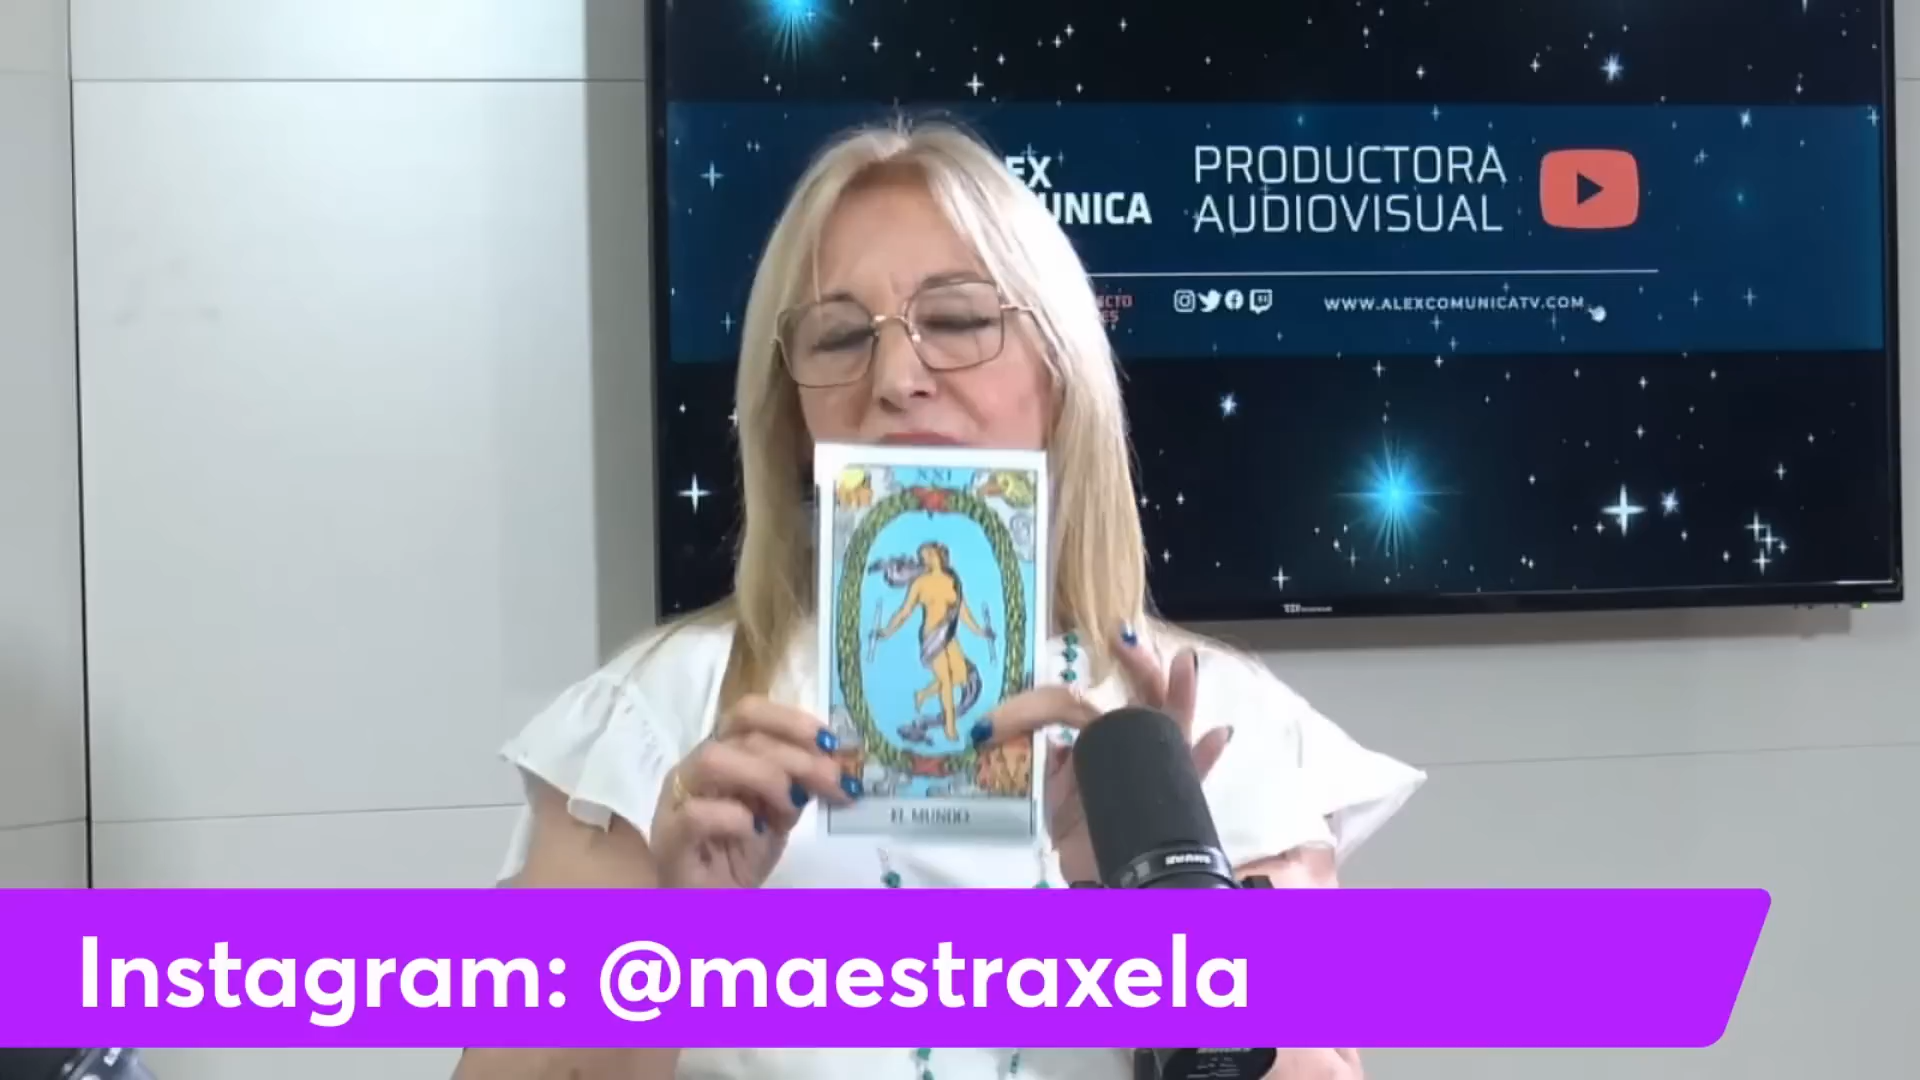 EX
UNICA
PRODUCTORA
AUDIOVISUAL
WWW.ALEXCOMUNICATV.COM
XXI
EL MUNDO
Instagram: @maestraxela